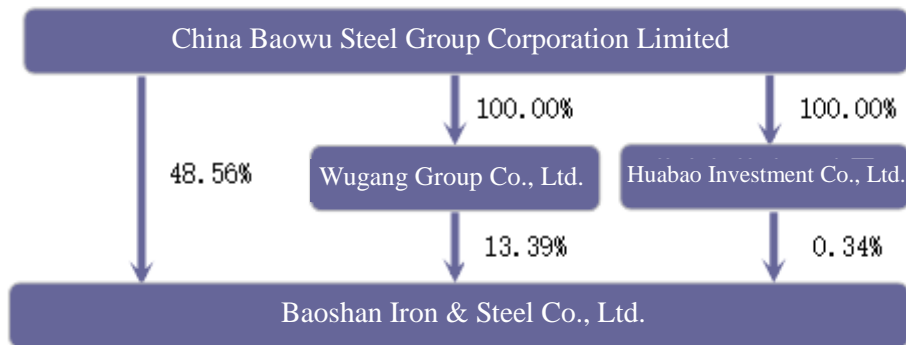 China Baowu Steel Group Corporation Limited
100.00%
100.00%
48.56%
Wugang Group Co., Ltd.
Huabao Investment Co., Ltd.
13.39%
0.34%
Baoshan Iron & Steel Co., Ltd.